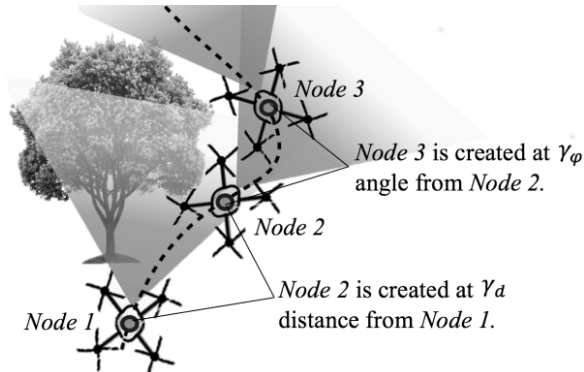 Node 3
Node 3 is created at γφ
angle from Node 2.
Node 2
Node 2 is created at γd
distance from Node 1.
Node 1